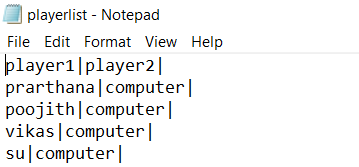 playerlist - Notepad
File Edit Format View Help
player1|player2|
prarthana|computer|
poojith|computer|
vikas|computer|
su|computer|